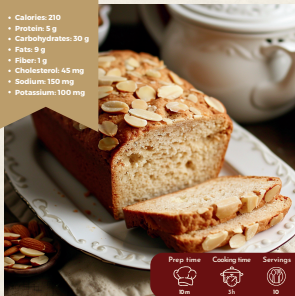 Calories: 210
Protein: 5 g
Carbohydrates: 30 g
Fats: 9 g
Fiber: 1 g
Cholesterol: 45 mg
Sodium: 150 mg
Potassium: 100 mg
Prep time Cooking time Servings
10m 3h 10